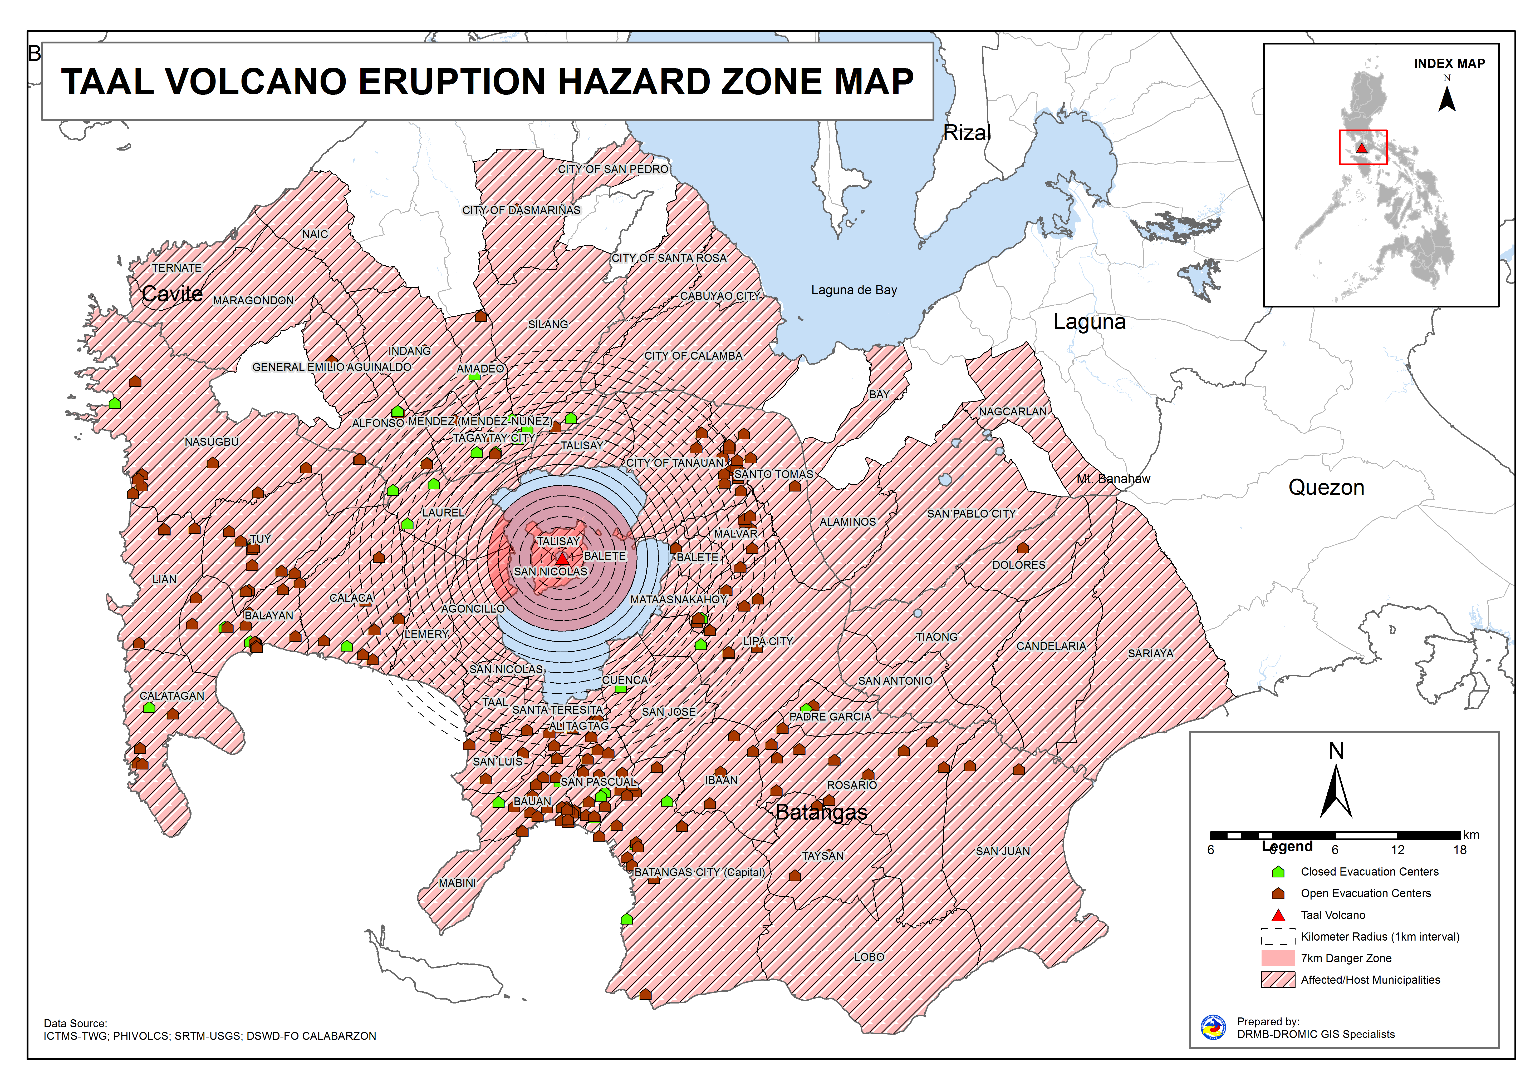 B
TAAL VOLCANO ERUPTION HAZARD ZONE MAP
INDEX MAP
N
Rizal
CITY OF SAN PEDRO
CITY OF DASMARIÑAS
NAIC
CITY OF SANTA ROSA
TERNATE
Cavite
MARAGONDON
CABUYAO CITY
Laguna de Bay
Laguna
SILANG
INDANG
CITY OF CALAMBA
GENERAL EMILIO AGUINALDO
AMADEO
BAY
NAGCARLAN
ALFONSO
MENDEZ (MENDEZ-NUÑEZ)
NASUGBU
TAGAYTAY CITY
TALISAY
CITY OF TANAUAN
SANTO TOMAS
Mt. Banahaw
Quezon
LAUREL
ALAMINOS
SAN PABLO CITY
TUY
TALISAY
MALVAR
BALETE
BALETE
SAN NICOLAS
DOLORES
LIAN
CALACA
MATAASNAKAHOY
AGONCILLO
BALAYAN
LEMERY
LIPA CITY
TIAONG
CANDELARIA
SARIAYA
SAN NICOLAS
CUENCA
SAN ANTONIO
CALATAGAN
TAAL
SANTA TERESITA
SAN JOSE
PADRE GARCIA
ALITAGTAG
SAN LUIS
SAN PASCUAL
IBAAN
ROSARIO
BAUAN
Batangas
TAYSAN
SAN JUAN
BATANGAS CITY (Capital)
MABINI
LOBO
N
km
6
6
12
18
Legend
Closed Evacuation Centers
Open Evacuation Centers
Taal Volcano
Kilometer Radius (1km interval)
7km Danger Zone
Affected/Host Municipalities
Prepared by:
DRMB-DROMIC GIS Specialists
Data Source:
ICTMS-TWG; PHIVOLCS; SRTM-USGS; DSWD-FO CALABARZON